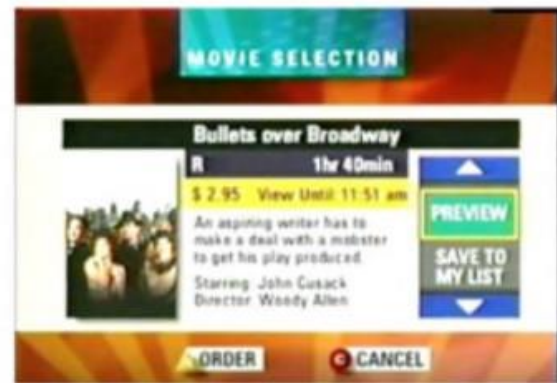 MOVIE SELECTION
Bullets over Broadway
R 1hr 40min
$ 2.95 View Until 11:51 am
An aspiring writer has to
make a deal with a mobster
to get his play produced.
Starring: John Cusack
Director: Woody Allen
PREVIEW
SAVE TO
MY LIST
ORDER
C CANCEL